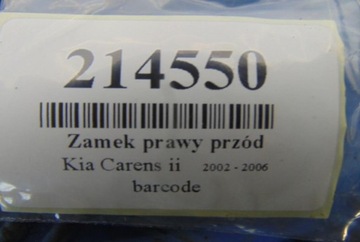 214550
Zamek prawy przód
Kia Carens ii 2002 - 2006
barcode